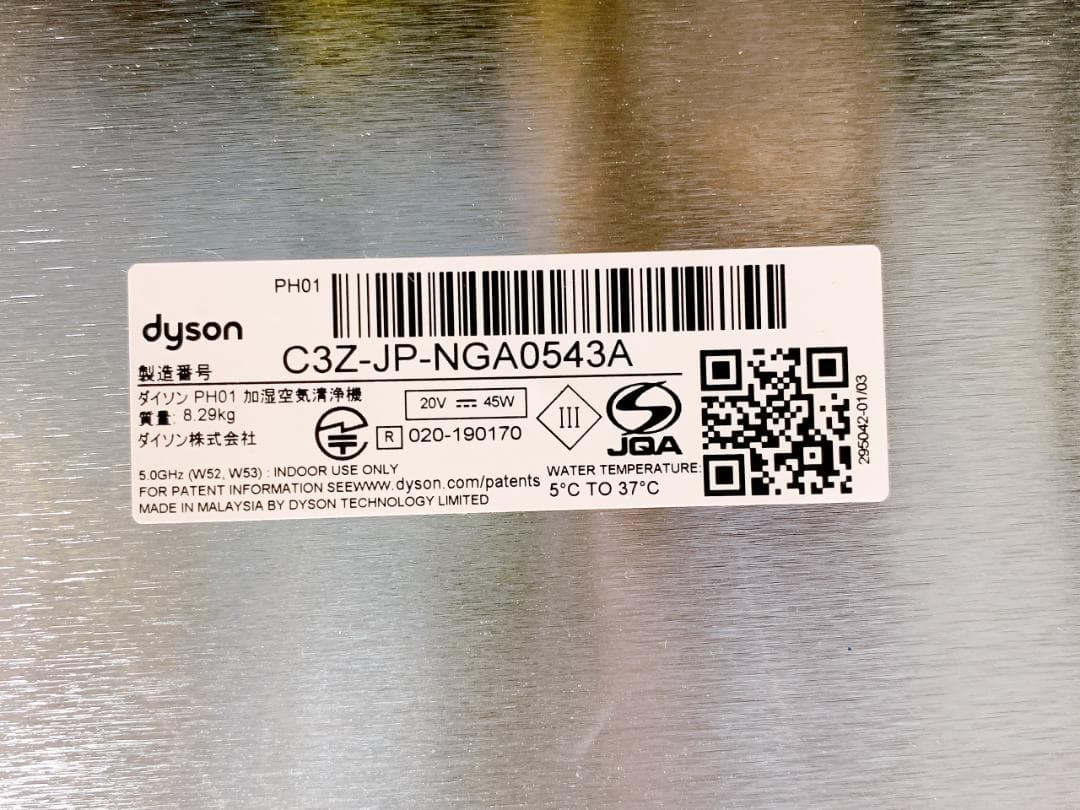 PH01
dyson
製造番号 C3Z-JP-NGA0543A
ダイソン PH01 加湿空気清浄機
質量: 8.29kg
ダイソン株式会社
20V ⎓ 45W
R 020-190170
III
JQA
5.0GHz (W52, W53) : INDOOR USE ONLY
FOR PATENT INFORMATION SEEwww.dyson.com/patents
MADE IN MALAYSIA BY DYSON TECHNOLOGY LIMITED
WATER TEMPERATURE:
5°C TO 37°C
295042-01/03